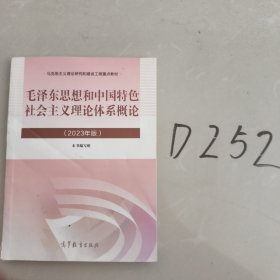 马克思主义理论研究和建设工程重点教材
毛泽东思想和中国特色
社会主义理论体系概论
（2023年版）
本书编写组
高等教育出版社
D252